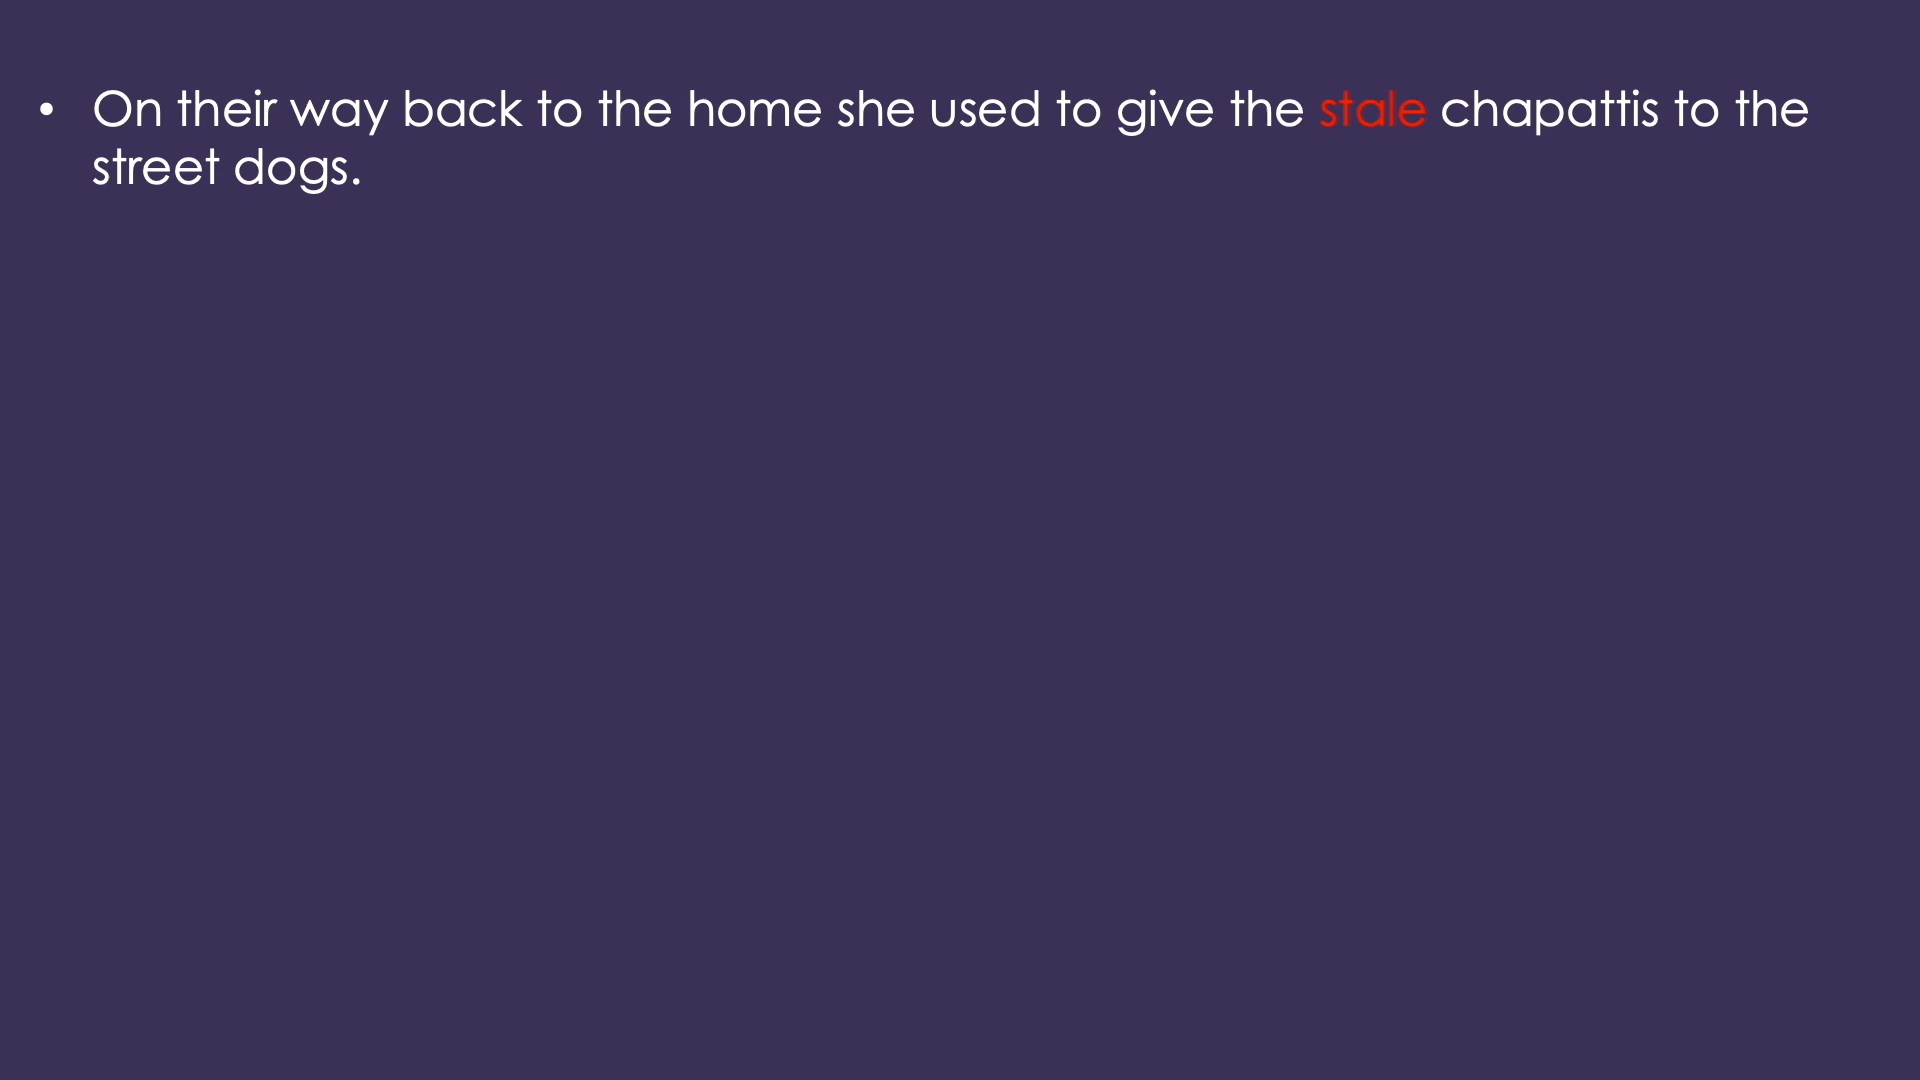 • On their way back to the home she used to give the stale chapattis to the
street dogs.